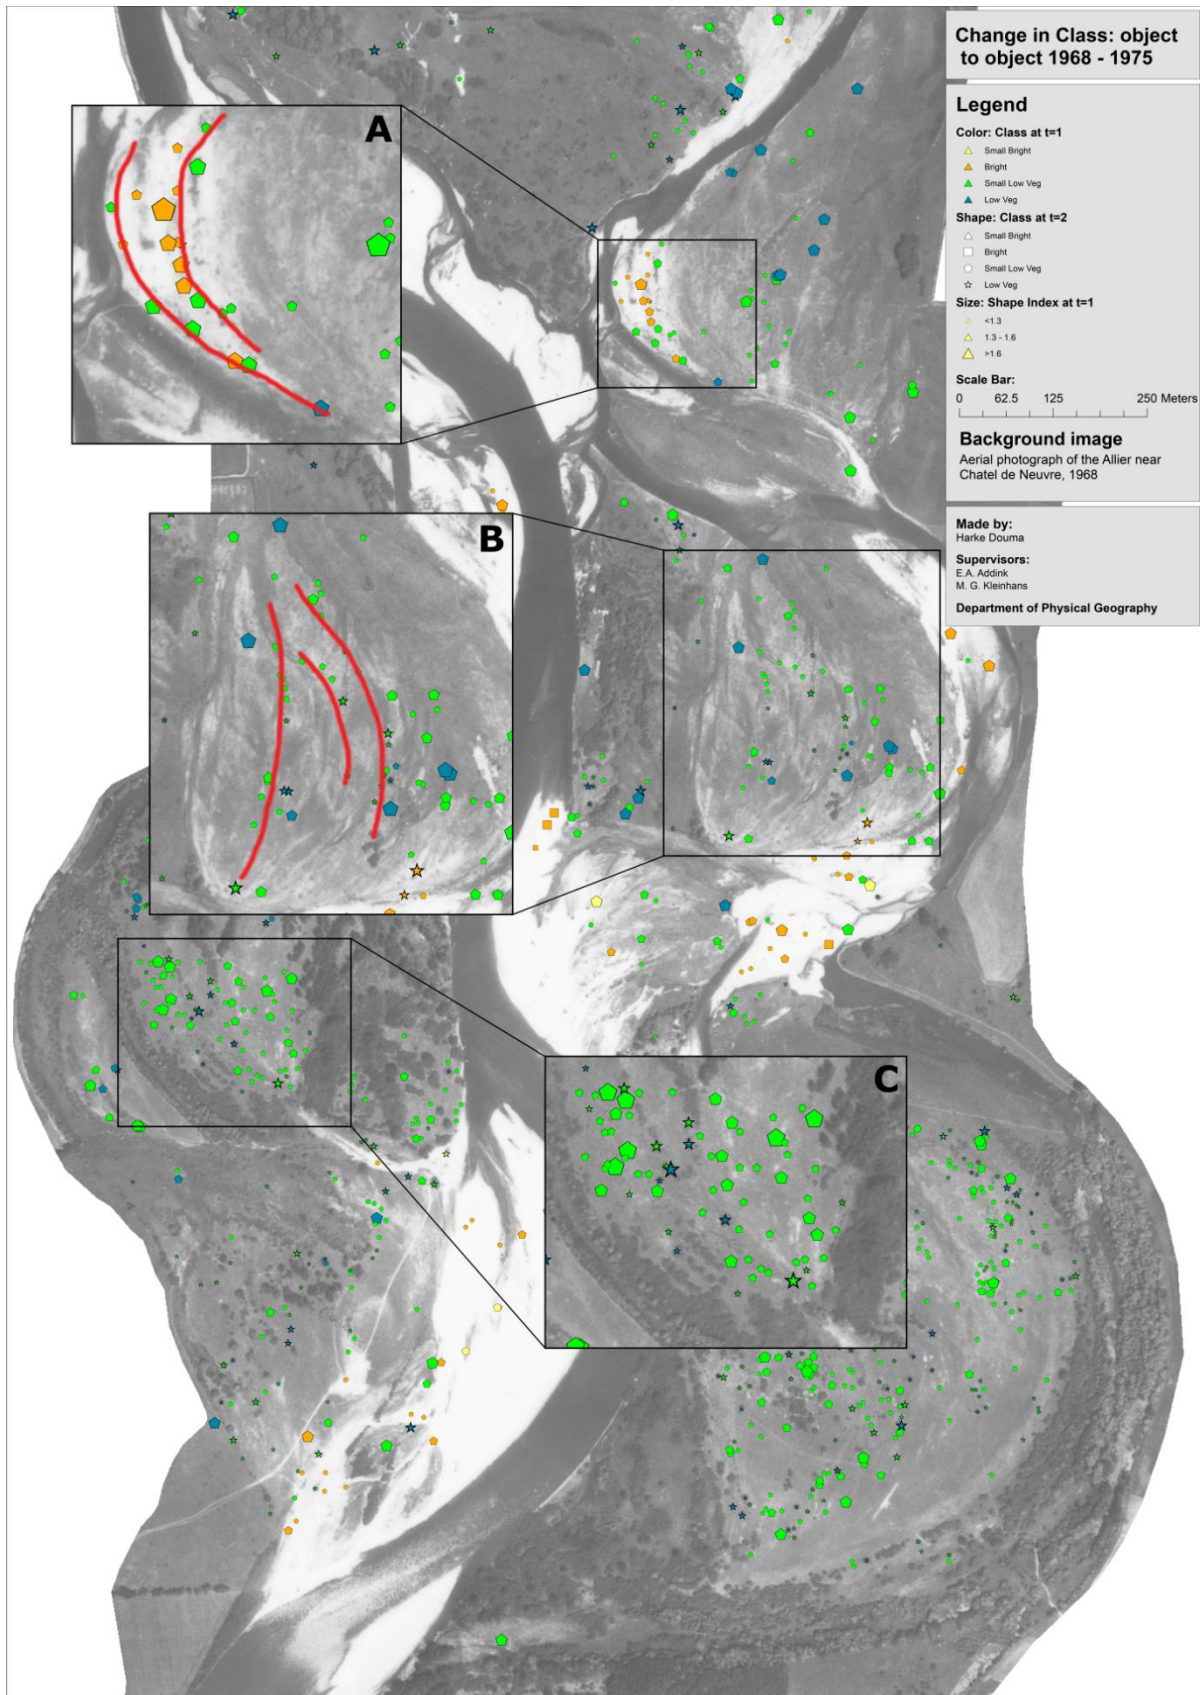 Change in Class: object
to object 1968 - 1975
Legend
Color: Class at t=1
Small Bright
Bright
Small Low Veg
Low Veg
Shape: Class at t=2
Small Bright
Bright
Small Low Veg
Low Veg
Size: Shape Index at t=1
<1.3
1.3 - 1.6
>1.6
Scale Bar:
0 62.5 125 250 Meters
Background image
Aerial photograph of the Allier near
Chatel de Neuvre, 1968
Made by:
Harke Douma
Supervisors:
E.A. Addink
M. G. Kleinhans
Department of Physical Geography
A
B
C